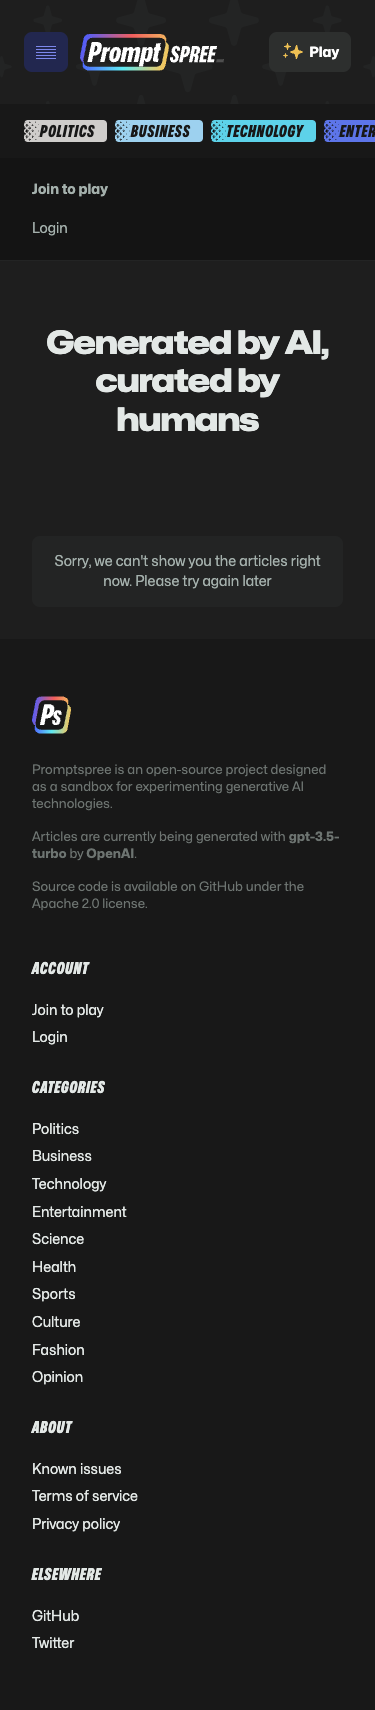 Prompt SPREE
Play
POLITICS
BUSINESS
TECHNOLOGY
ENTER
Join to play
Login
Generated by AI,
curated by
humans
Sorry, we can't show you the articles right
now. Please try again later
Ps
Promptspree is an open-source project designed
as a sandbox for experimenting generative AI
technologies.
Articles are currently being generated with gpt-3.5-
turbo by OpenAI.
Source code is available on GitHub under the
Apache 2.0 license.
ACCOUNT
Join to play
Login
CATEGORIES
Politics
Business
Technology
Entertainment
Science
Health
Sports
Culture
Fashion
Opinion
ABOUT
Known issues
Terms of service
Privacy policy
ELSEWHERE
GitHub
Twitter